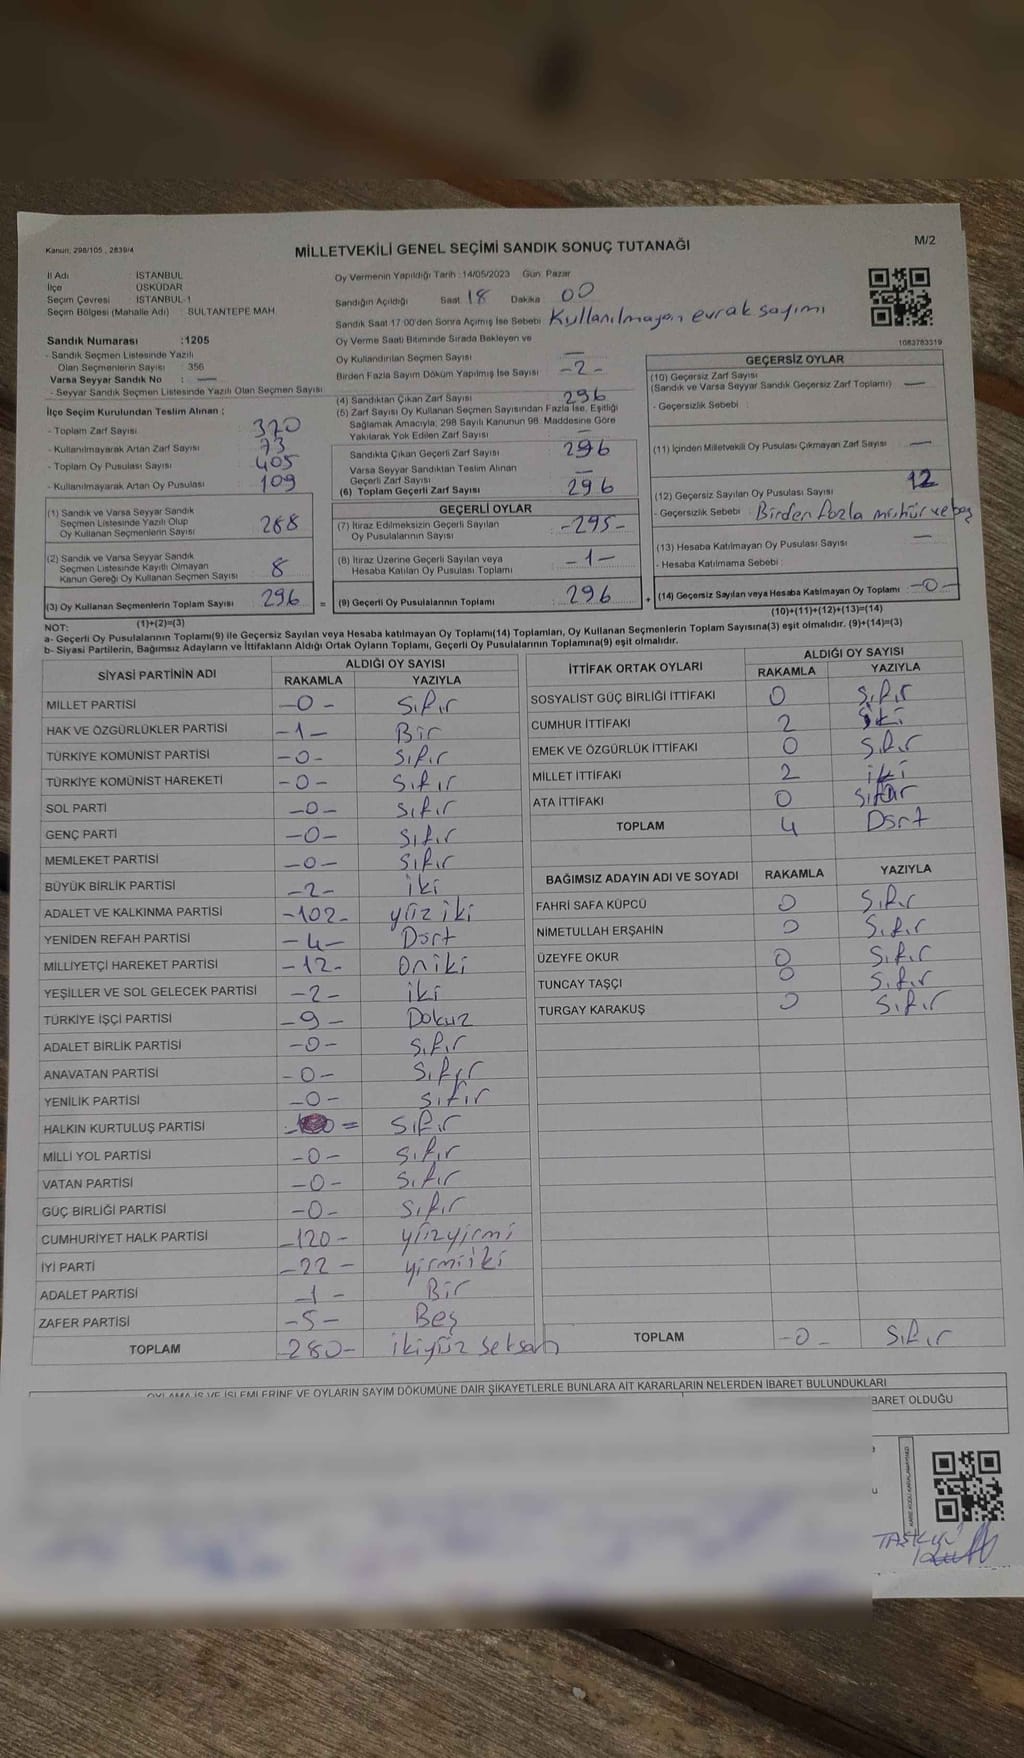 Kanun: 298/105 , 2839/4
MİLLETVEKİLİ GENEL SEÇİMİ SANDIK SONUÇ TUTANAĞI
M/2
İl Adı : İSTANBUL
İlçe : ÜSKÜDAR
Seçim Çevresi : İSTANBUL-1
Seçim Bölgesi (Mahalle Adı) : SULTANTEPE MAH.
Sandık Numarası :1205
- Sandık Seçmen Listesinde Yazılı
Olan Seçmenlerin Sayısı : 356
Varsa Seyyar Sandık No : —
- Seyyar Sandık Seçmen Listesinde Yazılı Olan Seçmen Sayısı
İlçe Seçim Kurulundan Teslim Alınan ;
- Toplam Zarf Sayısı : 320
- Kullanılmayarak Artan Zarf Sayısı : 73
- Toplam Oy Pusulası Sayısı : 405
- Kullanılmayarak Artan Oy Pusulası : 109
(1) Sandık ve Varsa Seyyar Sandık
Seçmen Listesinde Yazılı Olup
Oy Kullanan Seçmenlerin Sayısı : 288
(2) Sandık ve Varsa Seyyar Sandık
Seçmen Listesinde Kayıtlı Olmayan
Kanun Gereği Oy Kullanan Seçmen Sayısı : 8
(3) Oy Kullanan Seçmenlerin Toplam Sayısı : 296 =
(1)+(2)=(3)
Oy Vermenin Yapıldığı Tarih : 14/05/2023 Gün: Pazar
Sandığın Açıldığı Saat 18 Dakika : 00
Sandık Saat 17:00'den Sonra Açılmış İse Sebebi : Kullanılmayan evrak sayımı
Oy Verme Saati Bitiminde Sırada Bekleyen ve
Oy Kullandırılan Seçmen Sayısı : —
Birden Fazla Sayım Döküm Yapılmış İse Sayısı : -2-
(4) Sandıktan Çıkan Zarf Sayısı : 296
(5) Zarf Sayısı Oy Kullanan Seçmen Sayısından Fazla İse, Eşitliği
Sağlamak Amacıyla; 298 Sayılı Kanunun 98. Maddesine Göre
Yakılarak Yok Edilen Zarf Sayısı : —
Sandıkta Çıkan Geçerli Zarf Sayısı : 296
Varsa Seyyar Sandıktan Teslim Alınan
Geçerli Zarf Sayısı : —
(6) Toplam Geçerli Zarf Sayısı : 296
GEÇERLİ OYLAR
(7) İtiraz Edilmeksizin Geçerli Sayılan
Oy Pusulalarının Sayısı : -295-
(8) İtiraz Üzerine Geçerli Sayılan veya
Hesaba Katılan Oy Pusulası Toplamı : -1-
(9) Geçerli Oy Pusulalarının Toplamı : 296 +
1083783319
GEÇERSİZ OYLAR
(10) Geçersiz Zarf Sayısı
(Sandık ve Varsa Seyyar Sandık Geçersiz Zarf Toplamı) : —
- Geçersizlik Sebebi :
(11) İçinden Milletvekili Oy Pusulası Çıkmayan Zarf Sayısı : —
(12) Geçersiz Sayılan Oy Pusulası Sayısı : 12
- Geçersizlik Sebebi : Birden fazla mühür ve boş
(13) Hesaba Katılmayan Oy Pusulası Sayısı : —
- Hesaba Katılmama Sebebi :
(14) Geçersiz Sayılan veya Hesaba Katılmayan Oy Toplamı : -0-
(10)+(11)+(12)+(13)=(14)
NOT:
a- Geçerli Oy Pusulalarının Toplamı(9) ile Geçersiz Sayılan veya Hesaba katılmayan Oy Toplamı(14) Toplamları, Oy Kullanan Seçmenlerin Toplam Sayısına(3) eşit olmalıdır. (9)+(14)=(3)
b- Siyasi Partilerin, Bağımsız Adayların ve İttifakların Aldığı Ortak Oyların Toplamı, Geçerli Oy Pusulalarının Toplamına(9) eşit olmalıdır.
SİYASİ PARTİNİN ADI
ALDIĞI OY SAYISI
RAKAMLA YAZIYLA
MİLLET PARTİSİ -0- Sıfır
HAK VE ÖZGÜRLÜKLER PARTİSİ -1- Bir
TÜRKİYE KOMÜNİST PARTİSİ -0- Sıfır
TÜRKİYE KOMÜNİST HAREKETİ -0- Sıfır
SOL PARTİ -0- Sıfır
GENÇ PARTİ -0- Sıfır
MEMLEKET PARTİSİ -0- Sıfır
BÜYÜK BİRLİK PARTİSİ -2- iki
ADALET VE KALKINMA PARTİSİ -102- yüz iki
YENİDEN REFAH PARTİSİ -4- Dört
MİLLİYETÇİ HAREKET PARTİSİ -12- Oniki
YEŞİLLER VE SOL GELECEK PARTİSİ -2- iki
TÜRKİYE İŞÇİ PARTİSİ -9- Dokuz
ADALET BİRLİK PARTİSİ -0- Sıfır
ANAVATAN PARTİSİ -0- Sıfır
YENİLİK PARTİSİ -0- Sıfır
HALKIN KURTULUŞ PARTİSİ 0= Sıfır
MİLLİ YOL PARTİSİ -0- Sıfır
VATAN PARTİSİ -0- Sıfır
GÜÇ BİRLİĞİ PARTİSİ -0- Sıfır
CUMHURİYET HALK PARTİSİ -120- yüzyirmi
İYİ PARTİ -22- yirmiiki
ADALET PARTİSİ -1- Bir
ZAFER PARTİSİ -5- Beş
TOPLAM -280- ikiyüz seksan
İTTİFAK ORTAK OYLARI
ALDIĞI OY SAYISI
RAKAMLA YAZIYLA
SOSYALİST GÜÇ BİRLİĞİ İTTİFAKI 0 Sıfır
CUMHUR İTTİFAKI 2 iki
EMEK VE ÖZGÜRLÜK İTTİFAKI 0 Sıfır
MİLLET İTTİFAKI 2 iki
ATA İTTİFAKI 0 Sıfır
TOPLAM 4 Dört
BAĞIMSIZ ADAYIN ADI VE SOYADI RAKAMLA YAZIYLA
FAHRİ SAFA KÜPCÜ 0 Sıfır
NİMETULLAH ERŞAHİN 0 Sıfır
ÜZEYFE OKUR 0 Sıfır
TUNCAY TAŞÇI 0 Sıfır
TURGAY KARAKUŞ 0 Sıfır
TOPLAM -0- Sıfır
OYLAMA İŞ VE İŞLEMLERİNE VE OYLARIN SAYIM DÖKÜMÜNE DAİR ŞİKAYETLERLE BUNLARA AİT KARARLARIN NELERDEN İBARET BULUNDUKLARI
BARET OLDUĞU